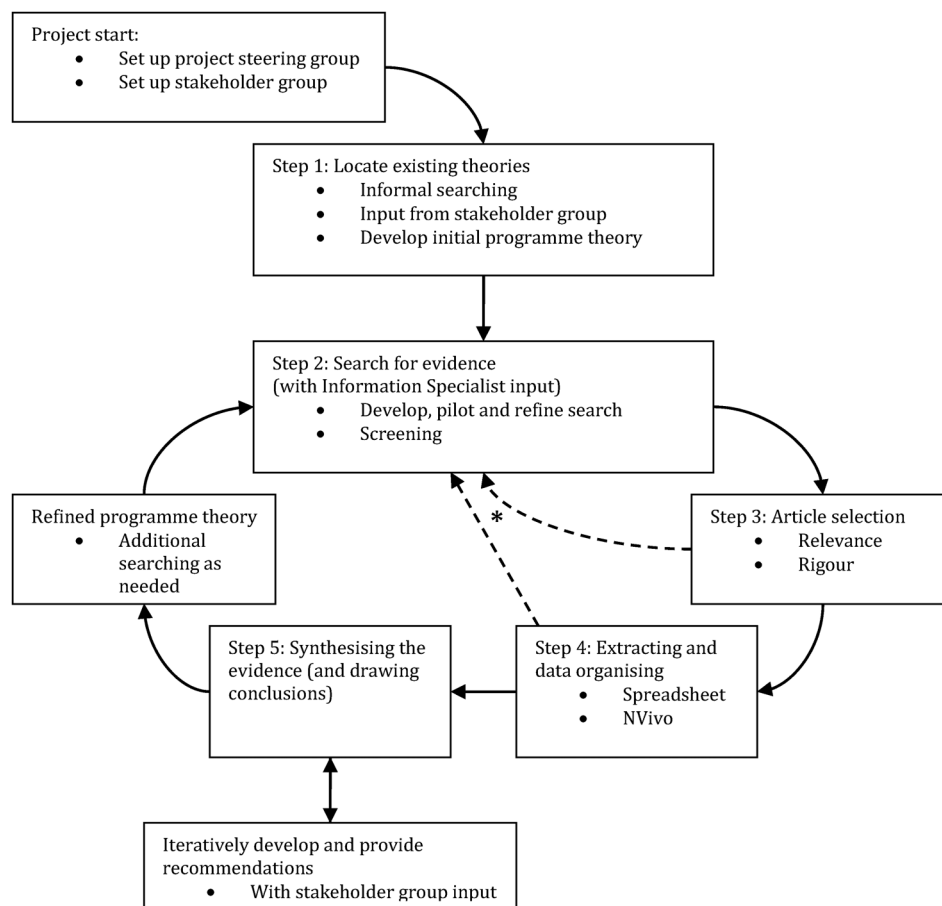 Project start:
• Set up project steering group
• Set up stakeholder group
Step 1: Locate existing theories
• Informal searching
• Input from stakeholder group
• Develop initial programme theory
Step 2: Search for evidence
(with Information Specialist input)
• Develop, pilot and refine search
• Screening
*
Refined programme theory
• Additional
searching as
needed
Step 3: Article selection
• Relevance
• Rigour
Step 5: Synthesising the
evidence (and drawing
conclusions)
Step 4: Extracting and
data organising
• Spreadsheet
• NVivo
Iteratively develop and provide
recommendations
• With stakeholder group input